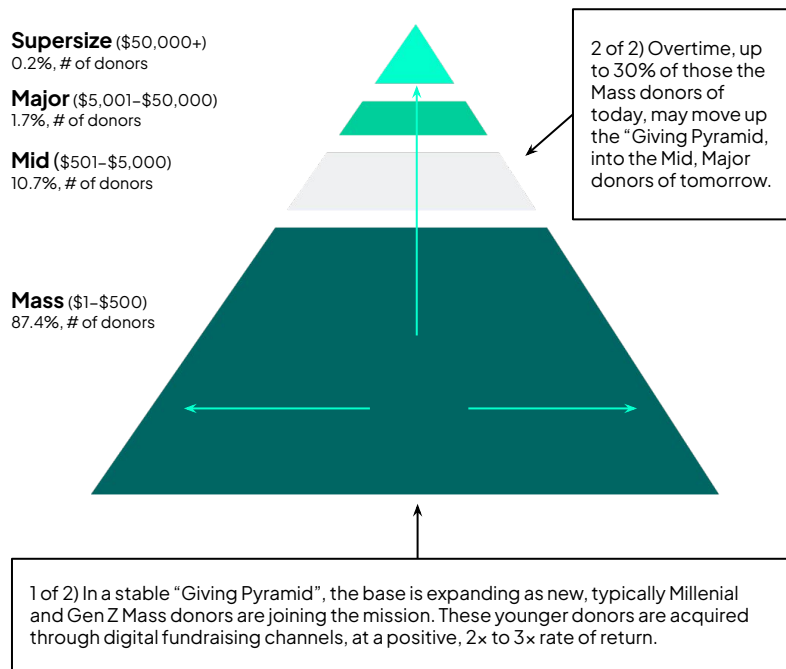 Supersize ($50,000+)
0.2%, # of donors
Major ($5,001–$50,000)
1.7%, # of donors
Mid ($501–$5,000)
10.7%, # of donors
Mass ($1–$500)
87.4%, # of donors
2 of 2) Overtime, up
to 30% of those the
Mass donors of
today, may move up
the “Giving Pyramid,
into the Mid, Major
donors of tomorrow.
1 of 2) In a stable “Giving Pyramid”, the base is expanding as new, typically Millenial
and Gen Z Mass donors are joining the mission. These younger donors are acquired
through digital fundraising channels, at a positive, 2× to 3× rate of return.